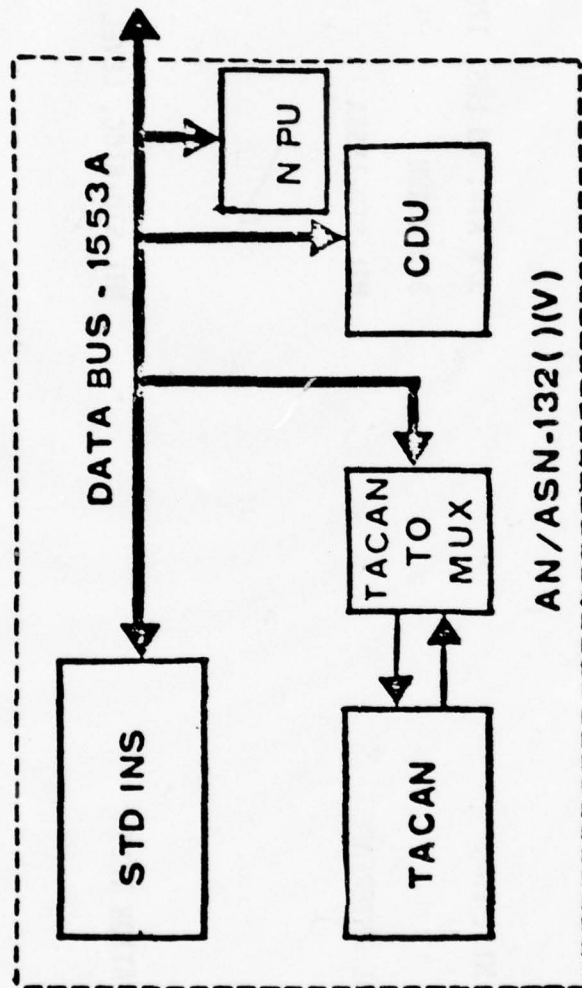 DATA BUS - 1553A
STD INS
N PU
CDU
TACAN
TO
MUX
TACAN
AN/ASN-132( )(V)